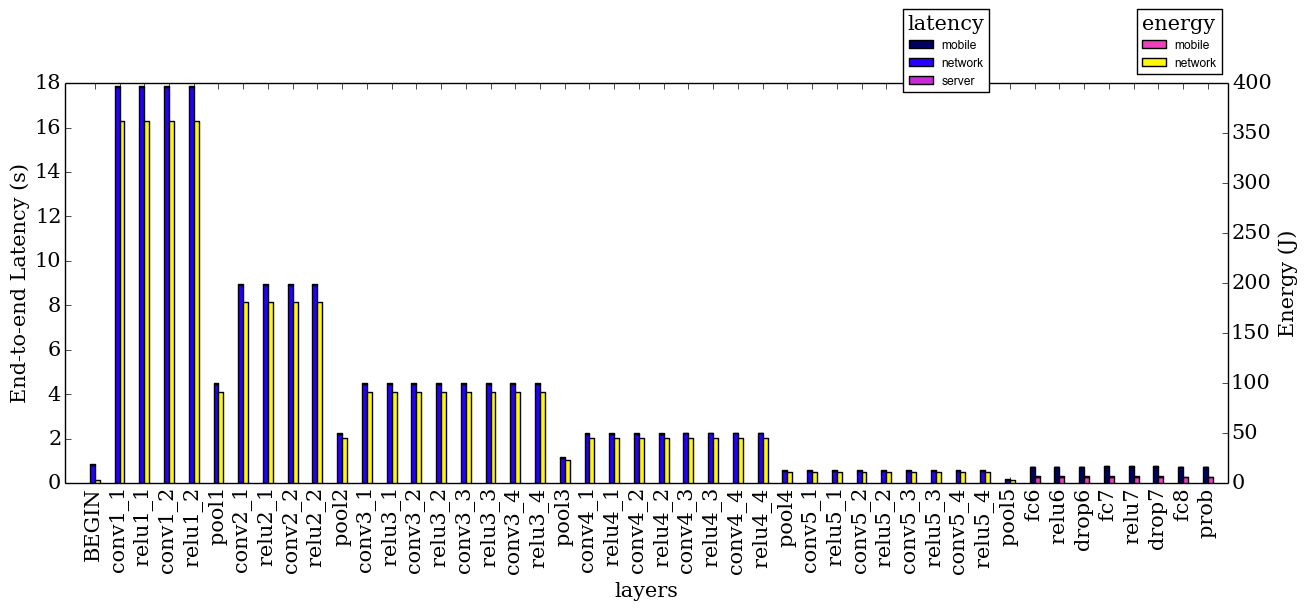 latency
mobile
network
server
energy
mobile
network
18
16
14
12
10
8
6
4
2
0
End-to-end Latency (s)
400
350
300
250
200
150
100
50
0
Energy (J)
BEGIN
conv1_1
relu1_1
conv1_2
relu1_2
pool1
conv2_1
relu2_1
conv2_2
relu2_2
pool2
conv3_1
relu3_1
conv3_2
relu3_2
conv3_3
relu3_3
conv3_4
relu3_4
pool3
conv4_1
relu4_1
conv4_2
relu4_2
conv4_3
relu4_3
conv4_4
relu4_4
pool4
conv5_1
relu5_1
conv5_2
relu5_2
conv5_3
relu5_3
conv5_4
relu5_4
pool5
fc6
relu6
drop6
fc7
relu7
drop7
fc8
prob
layers